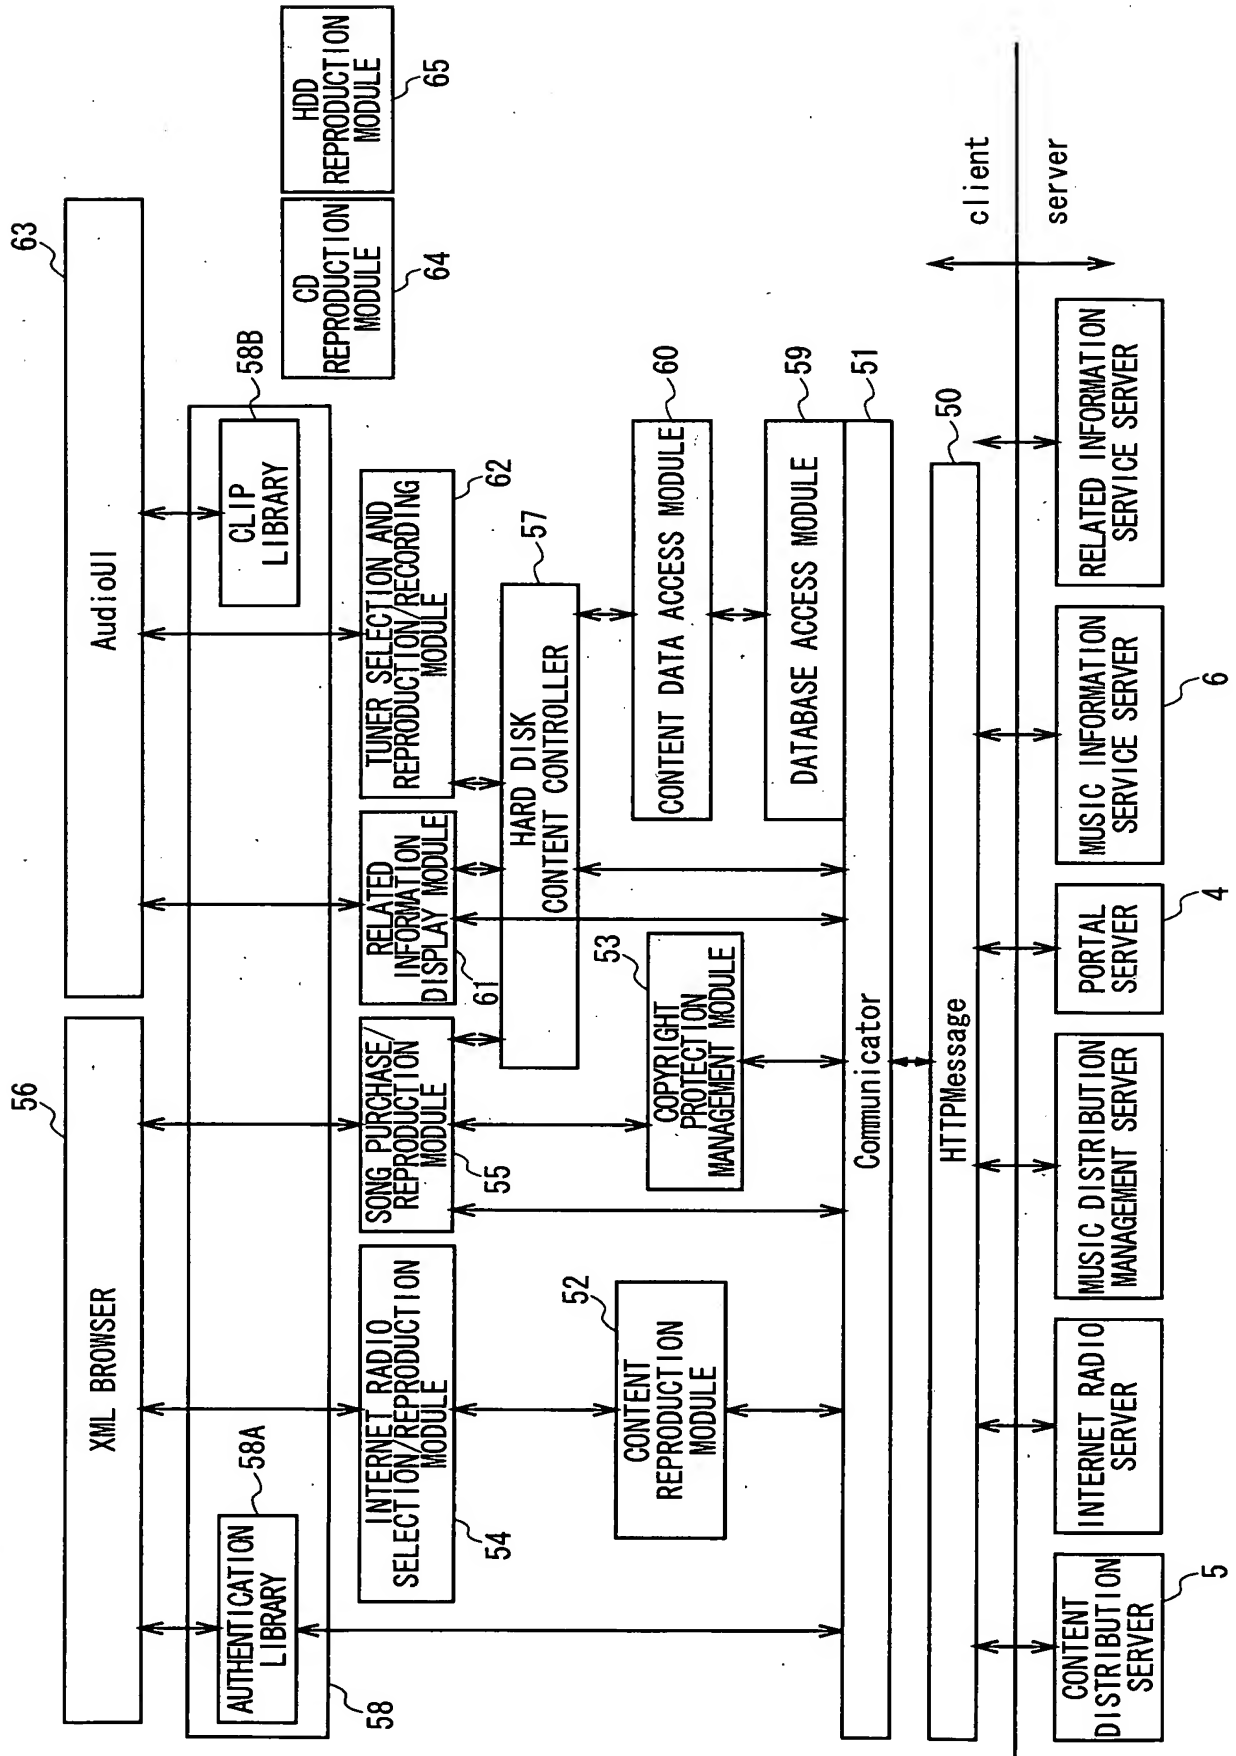 56
XML BROWSER
63
AudioUI
58A
AUTHENTICATION
LIBRARY
58
58B
CLIP
LIBRARY
CD
REPRODUCTION
MODULE
64
HDD
REPRODUCTION
MODULE
65
INTERNET RADIO
SELECTION/REPRODUCTION
MODULE
54
SONG PURCHASE/
REPRODUCTION
MODULE
55
RELATED
INFORMATION
DISPLAY MODULE
61
TUNER SELECTION AND
REPRODUCTION/RECORDING
MODULE
62
HARD DISK
CONTENT CONTROLLER
57
52
CONTENT
REPRODUCTION
MODULE
53
COPYRIGHT
PROTECTION
MANAGEMENT MODULE
CONTENT DATA ACCESS MODULE
60
DATABASE ACCESS MODULE
59
Communicator
51
HTTPMessage
50
client
server
CONTENT
DISTRIBUTION
SERVER
5
INTERNET RADIO
SERVER
MUSIC DISTRIBUTION
MANAGEMENT SERVER
PORTAL
SERVER
4
MUSIC INFORMATION
SERVICE SERVER
6
RELATED INFORMATION
SERVICE SERVER